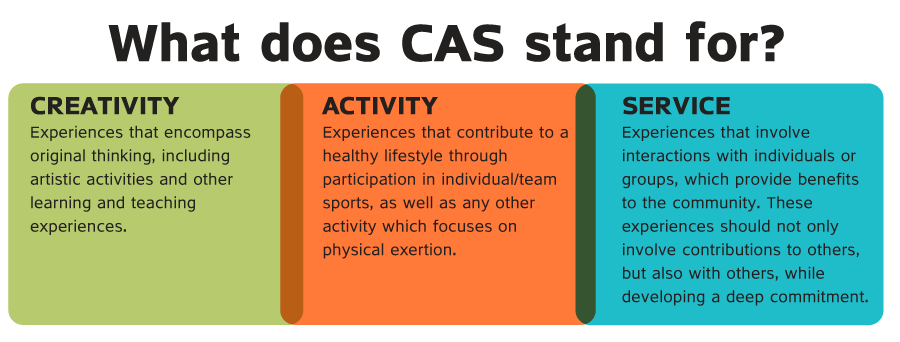 What does CAS stand for?
CREATIVITY
Experiences that encompass
original thinking, including
artistic activities and other
learning and teaching
experiences.
ACTIVITY
Experiences that contribute to a
healthy lifestyle through
participation in individual/team
sports, as well as any other
activity which focuses on
physical exertion.
SERVICE
Experiences that involve
interactions with individuals or
groups, which provide benefits
to the community. These
experiences should not only
involve contributions to others,
but also with others, while
developing a deep commitment.